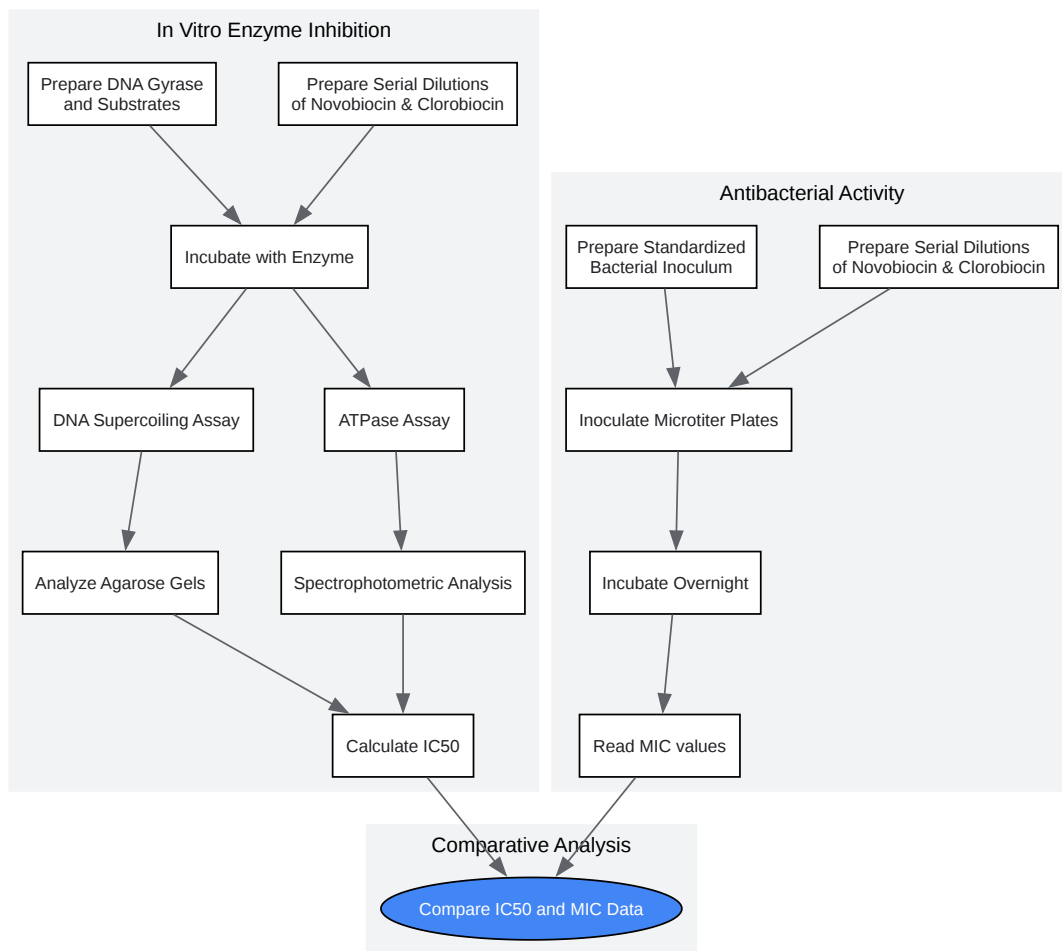 In Vitro Enzyme Inhibition
Prepare DNA Gyrase
and Substrates
Prepare Serial Dilutions
of Novobiocin & Clorobiocin
Incubate with Enzyme
DNA Supercoiling Assay
ATPase Assay
Analyze Agarose Gels
Spectrophotometric Analysis
Calculate IC50
Antibacterial Activity
Prepare Standardized
Bacterial Inoculum
Prepare Serial Dilutions
of Novobiocin & Clorobiocin
Inoculate Microtiter Plates
Incubate Overnight
Read MIC values
Comparative Analysis
Compare IC50 and MIC Data